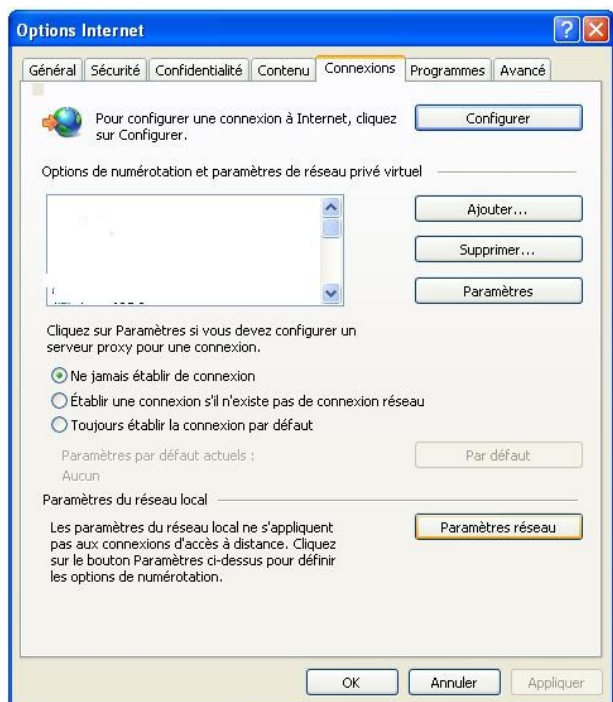 Options Internet
Général Sécurité Confidentialité Contenu Connexions Programmes Avancé
Pour configurer une connexion à Internet, cliquez
sur Configurer.
Configurer
Options de numérotation et paramètres de réseau privé virtuel
Ajouter...
Supprimer...
Paramètres
Cliquez sur Paramètres si vous devez configurer un
serveur proxy pour une connexion.
Ne jamais établir de connexion
Établir une connexion s'il n'existe pas de connexion réseau
Toujours établir la connexion par défaut
Paramètres par défaut actuels :
Aucun
Par défaut
Paramètres du réseau local
Les paramètres du réseau local ne s'appliquent
pas aux connexions d'accès à distance. Cliquez
sur le bouton Paramètres ci-dessus pour définir
les options de numérotation.
Paramètres réseau
OK Annuler Appliquer